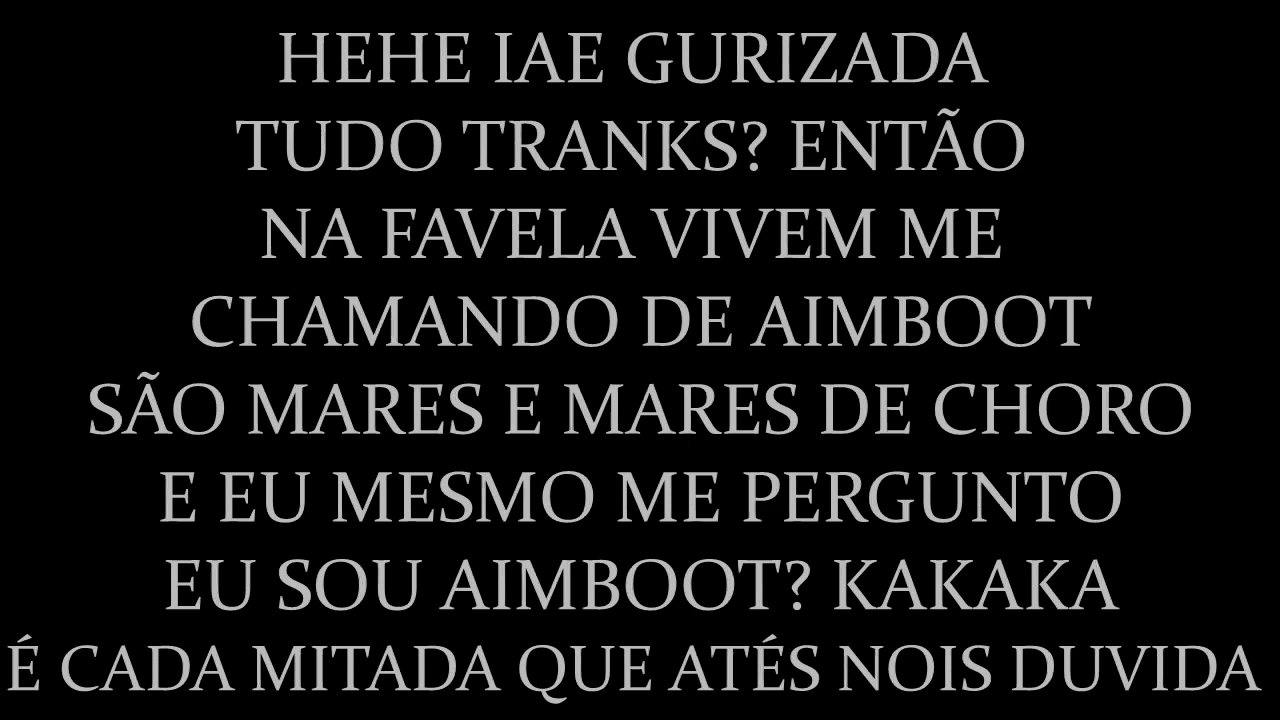 HEHE IAE GURIZADA
TUDO TRANKS? ENTÃO
NA FAVELA VIVEM ME
CHAMANDO DE AIMBOOT
SÃO MARES E MARES DE CHORO
E EU MESMO ME PERGUNTO
EU SOU AIMBOOT? KAKAKA
É CADA MITADA QUE ATÉS NOIS DUVIDA